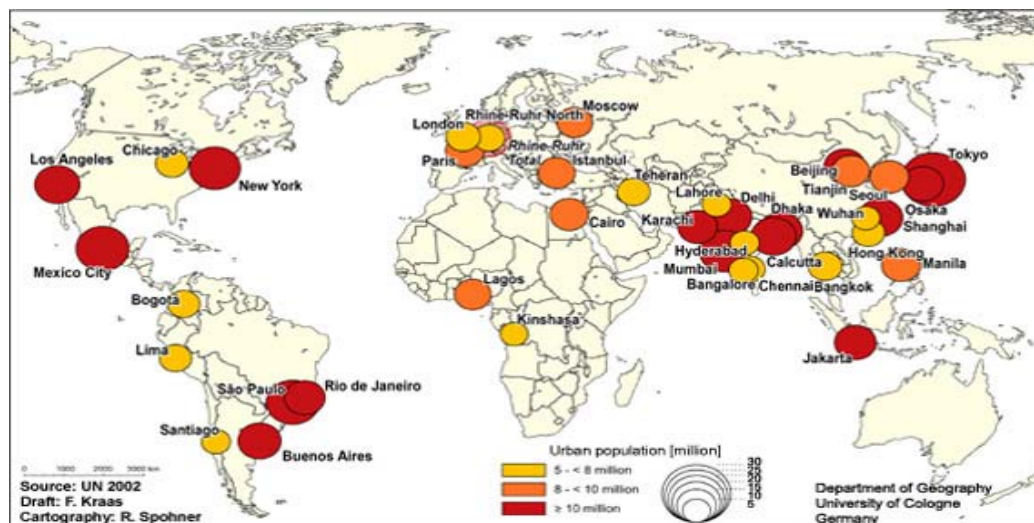 Moscow
Rhine-Ruhr North
London
Rhine-Ruhr
Total
Paris
Istanbul
Chicago
Los Angeles
New York
Teheran
Lahore
Delhi
Dhaka
Karachi
Cairo
Beijing
Tianjin
Seoul
Tokyo
Wuhan
Osaka
Shanghai
Hyderabad
Calcutta
Hong Kong
Mumbai
Manila
Bangalore
Chennai
Bangkok
Mexico City
Lagos
Bogota
Kinshasa
Lima
Jakarta
São Paulo
Rio de Janeiro
Santiago
Buenos Aires
Urban population [million]
5 - < 8 million
8 - < 10 million
≥ 10 million
30
25
20
15
10
5
0 1000 2000 3000 km
Source: UN 2002
Draft: F. Kraas
Cartography: R. Spohner
Department of Geography
University of Cologne
Germany